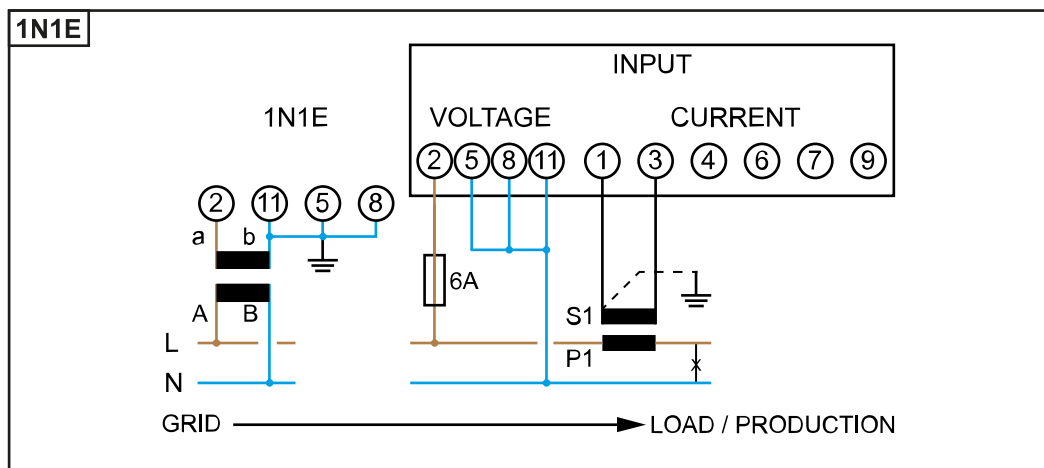 1N1E
INPUT
1N1E
VOLTAGE CURRENT
2 5 8 11 1 3 4 6 7 9
2 11 5 8
a b
6A
A B
S1
L
P1
N
GRID LOAD / PRODUCTION